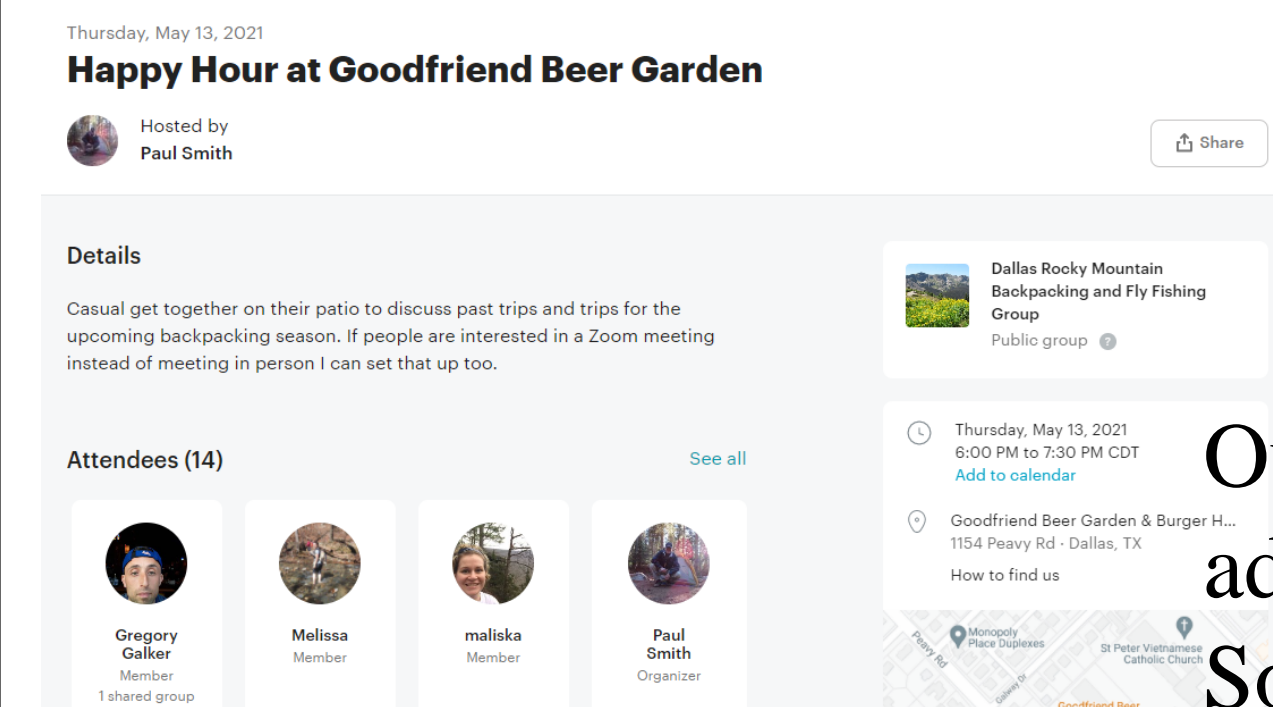 Thursday, May 13, 2021
Happy Hour at Goodfriend Beer Garden
Hosted by
Paul Smith
Share
Details
Casual get together on their patio to discuss past trips and trips for the
upcoming backpacking season. If people are interested in a Zoom meeting
instead of meeting in person I can set that up too.
Attendees (14)
See all
Gregory
Galker
Member
1 shared group
Melissa
Member
maliska
Member
Paul
Smith
Organizer
Dallas Rocky Mountain
Backpacking and Fly Fishing
Group
Public group ?
Thursday, May 13, 2021
6:00 PM to 7:30 PM CDT
Add to calendar
Goodfriend Beer Garden & Burger H...
1154 Peavy Rd · Dallas, TX
How to find us
Peavy Rd
Monopoly
Place Duplexes
St Peter Vietnamese
Catholic Church
Galway Dr
Goodfriend Beer